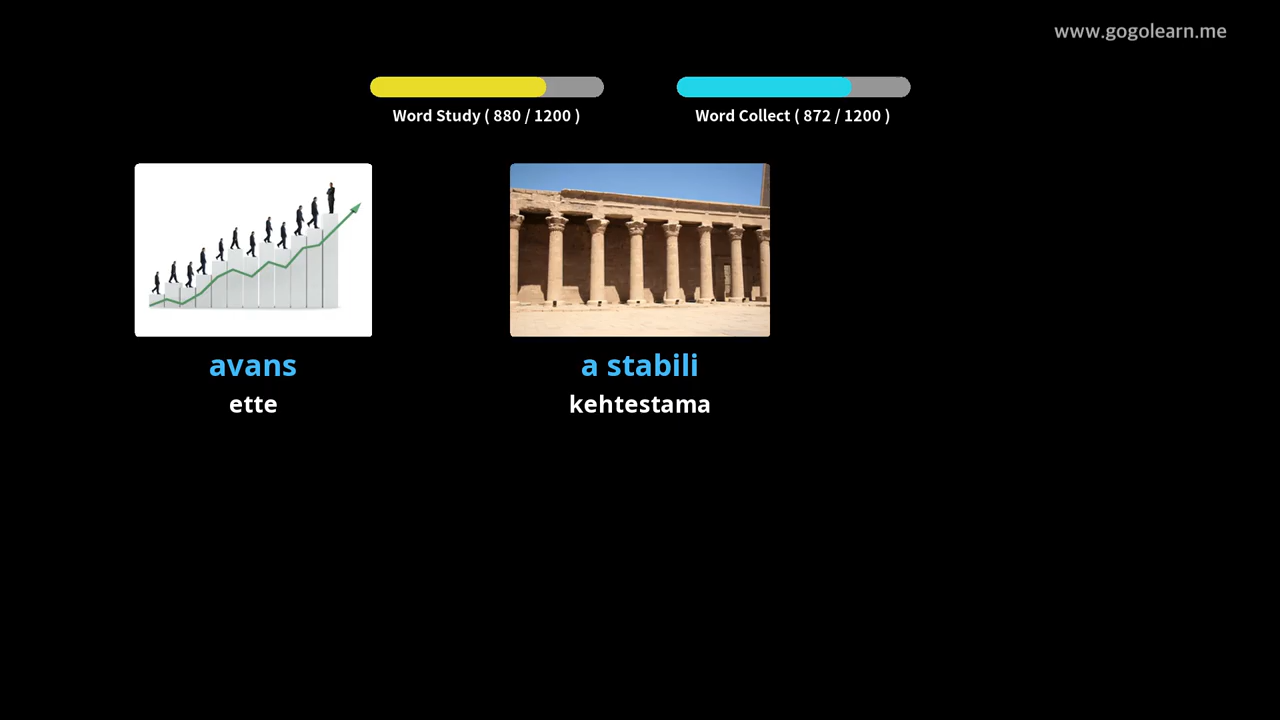 www.gogolearn.me
Word Study ( 880 / 1200 )
Word Collect ( 872 / 1200 )
avans
a stabili
ette
kehtestama